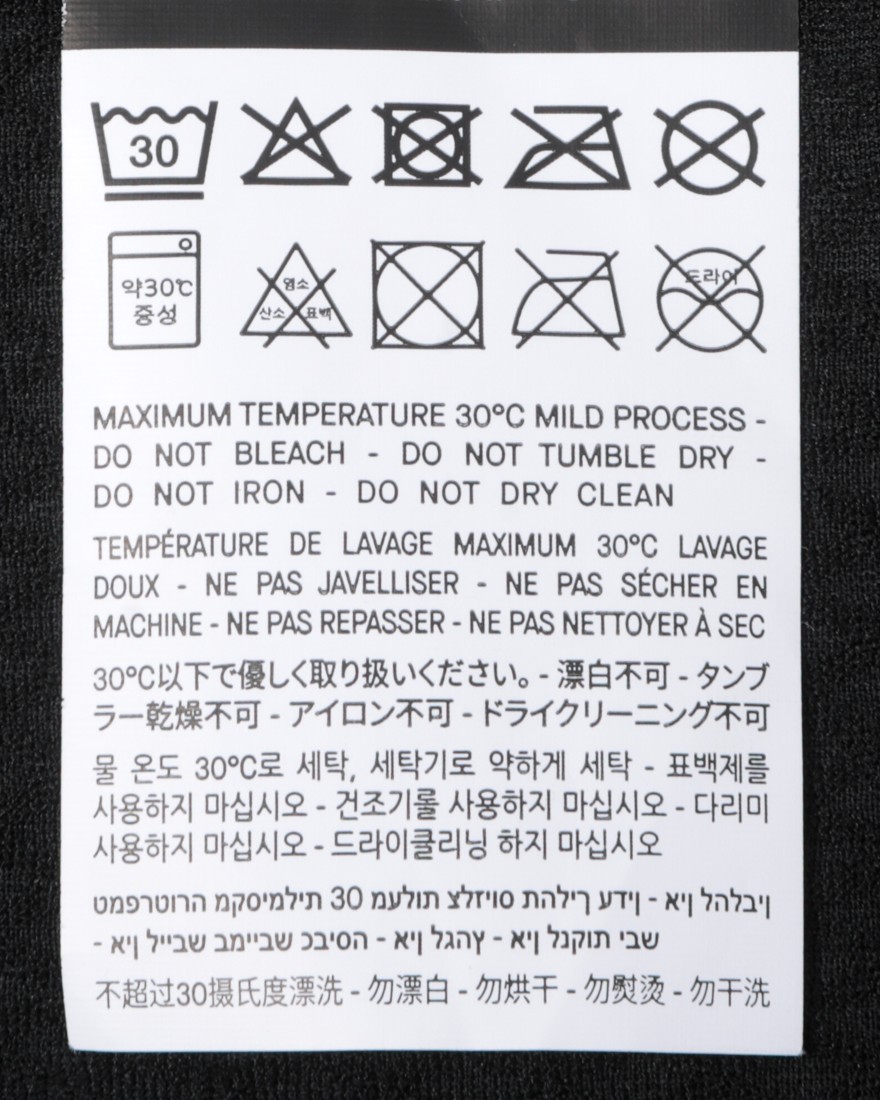 30
약30℃
중성
염소
산소 표백
드라이
MAXIMUM TEMPERATURE 30°C MILD PROCESS -
DO NOT BLEACH - DO NOT TUMBLE DRY -
DO NOT IRON - DO NOT DRY CLEAN
TEMPÉRATURE DE LAVAGE MAXIMUM 30°C LAVAGE
DOUX - NE PAS JAVELLISER - NE PAS SÉCHER EN
MACHINE - NE PAS REPASSER - NE PAS NETTOYER À SEC
30°C以下で優しく取り扱いください。- 漂白不可 - タンブ
ラー乾燥不可 - アイロン不可 - ドライクリーニング不可
물 온도 30°C로 세탁, 세탁기로 약하게 세탁 - 표백제를
사용하지 마십시오 - 건조기롤 사용하지 마십시오 - 다리미
사용하지 마십시오 - 드라이클리닝 하지 마십시오
טמפרטורה מקסימלית 30 מעלות צלזיוס תהליך עדין - אין להלבין
- אין לייבש במייבש כביסה - אין לגהץ - אין לנקות יבש
不超过30摄氏度漂洗 - 勿漂白 - 勿烘干 - 勿熨烫 - 勿干洗